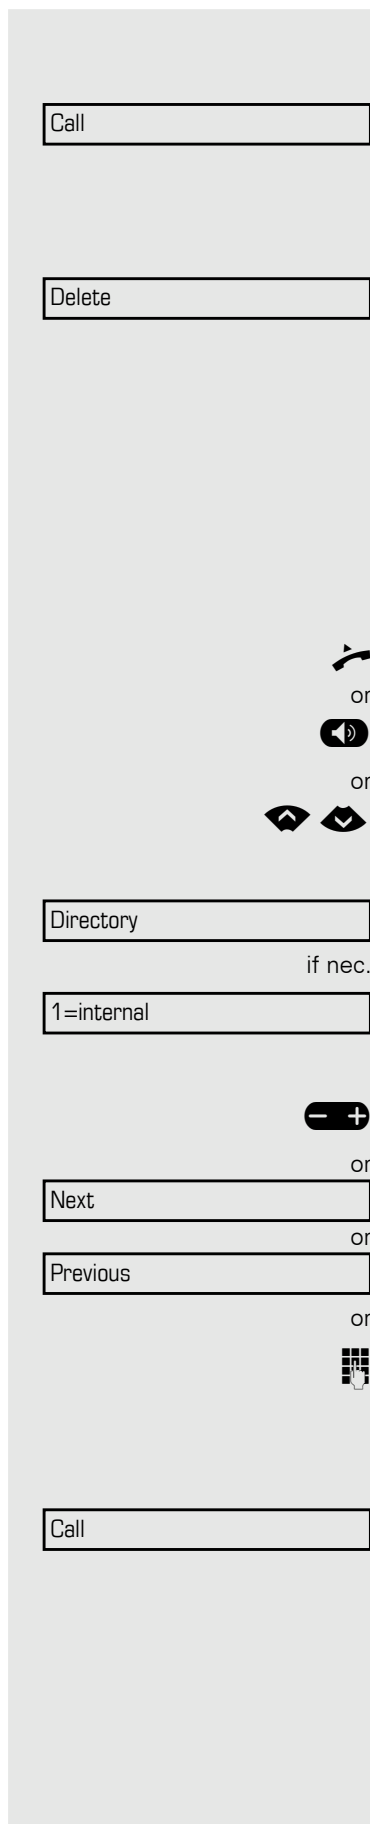 Call
Delete
or
or
Directory
if nec.
1=internal
or
Next
or
Previous
or
Call